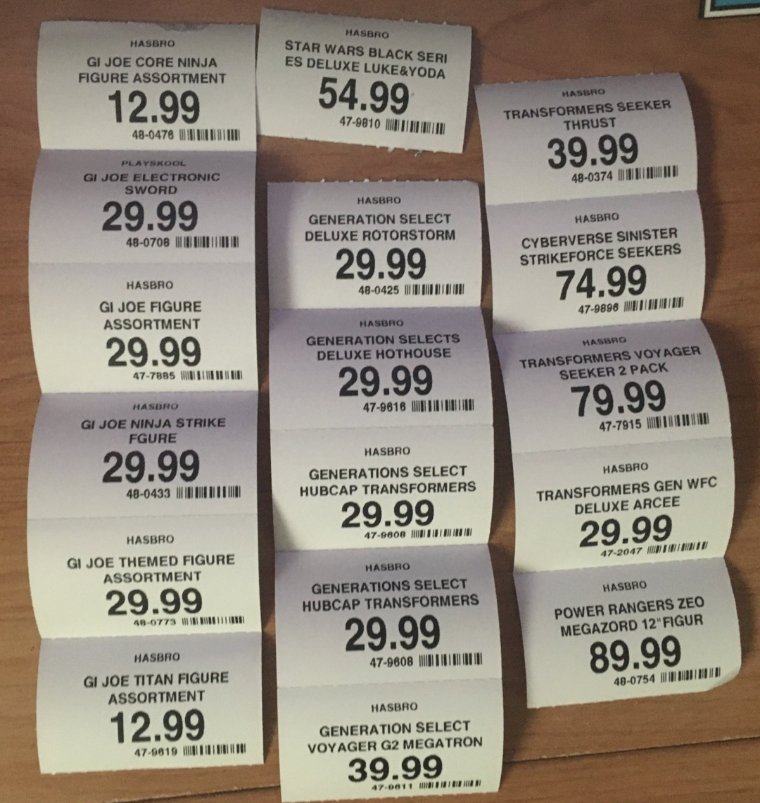 HASBRO
GI JOE CORE NINJA
FIGURE ASSORTMENT
12.99
48-0476
PLAYSKOOL
GI JOE ELECTRONIC
SWORD
29.99
48-0708
HASBRO
GI JOE FIGURE
ASSORTMENT
29.99
47-7885
HASBRO
GI JOE NINJA STRIKE
FGURE
29.99
48-0433
HASBRO
GI JOE THEMED FIGURE
ASSORTMENT
29.99
48-0773
HASBRO
GI JOE TITAN FIGURE
ASSORTMENT
12.99
47-9619
HASBRO
STAR WARS BLACK SERI
ES DELUXE LUKE&YODA
54.99
47-9810
HASBRO
GENERATION SELECT
DELUXE ROTORSTORM
29.99
48-0425
HASBRO
GENERATION SELECTS
DELUXE HOTHOUSE
29.99
47-9616
HASBRO
GENERATIONS SELECT
HUBCAP TRANSFORMERS
29.99
47-9608
HASBRO
GENERATIONS SELECT
HUBCAP TRANSFORMERS
29.99
47-9608
HASBRO
GENERATION SELECT
VOYAGER G2 MEGATRON
39.99
47-9611
HASBRO
TRANSFORMERS SEEKER
THRUST
39.99
48-0374
HASBRO
CYBERVERSE SINISTER
STRIKEFORCE SEEKERS
74.99
47-9896
HASBRO
TRANSFORMERS VOYAGER
SEEKER 2 PACK
79.99
47-7915
HASBRO
TRANSFORMERS GEN WFC
DELUXE ARCEE
29.99
47-2047
HASBRO
POWER RANGERS ZEO
MEGAZORD 12"FIGUR
89.99
48-0754